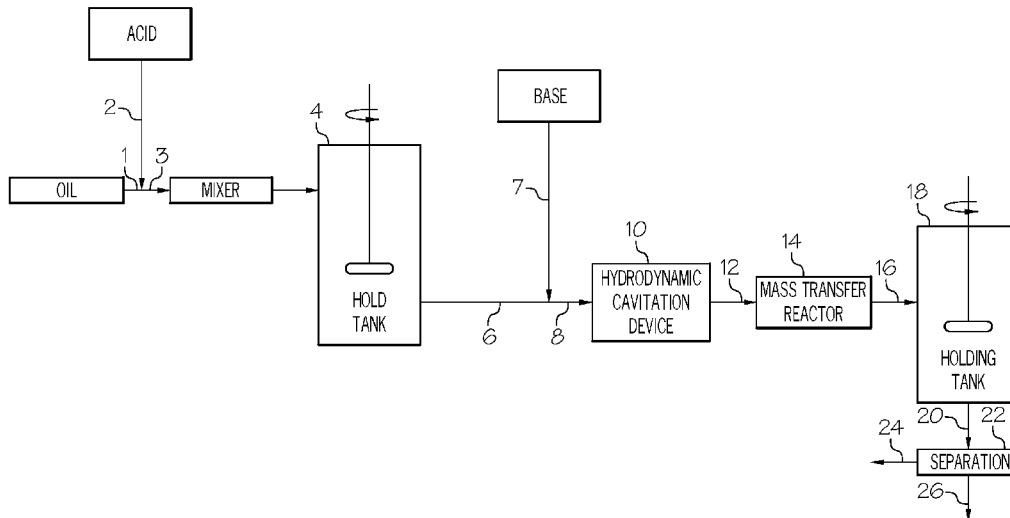 ACID
2
4
BASE
1
3
OIL
MIXER
7
18
10
14
HYDRODYNAMIC
CAVITATION
DEVICE
12
MASS TRANSFER
REACTOR
16
HOLD
TANK
6
8
HOLDING
TANK
20
22
24
SEPARATION
26